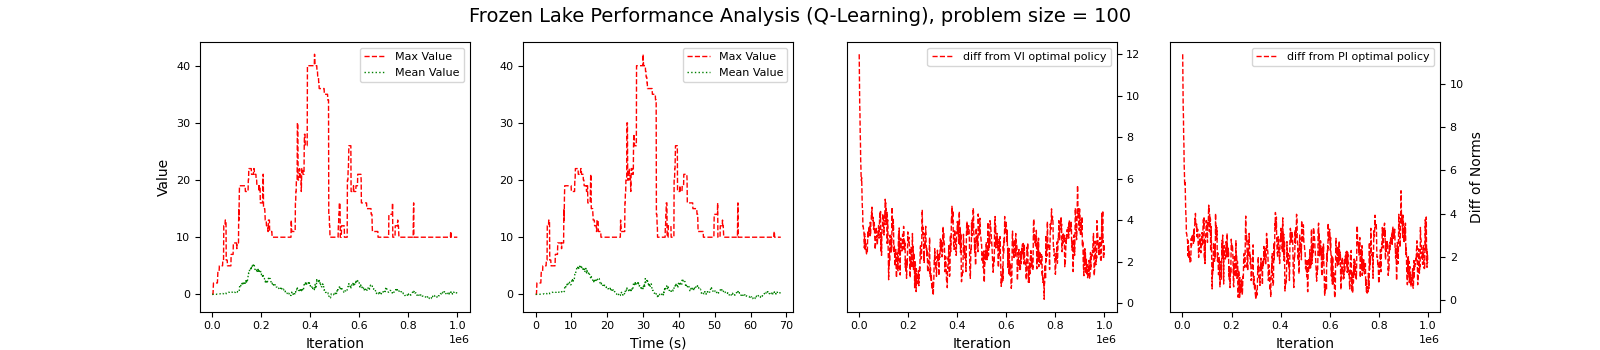 Frozen Lake Performance Analysis (Q-Learning), problem size = 100
Value
40
30
20
10
0
Max Value
Mean Value
0.0 0.2 0.4 0.6 0.8 1.0
1e6
Iteration
40
30
20
10
0
Max Value
Mean Value
0 10 20 30 40 50 60 70
Time (s)
diff from VI optimal policy
12
10
8
6
4
2
0
0.0 0.2 0.4 0.6 0.8 1.0
1e6
Iteration
diff from PI optimal policy
10
8
6
4
2
0
Diff of Norms
0.0 0.2 0.4 0.6 0.8 1.0
1e6
Iteration